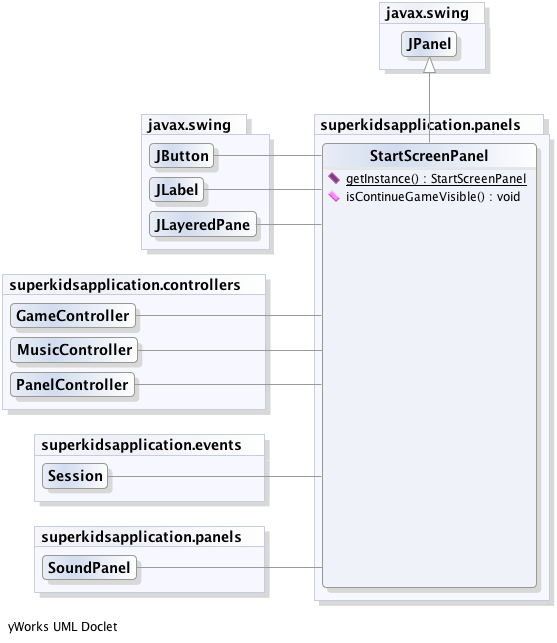 javax.swing
JPanel
javax.swing
JButton
JLabel
JLayeredPane
superkidsapplication.panels
StartScreenPanel
getInstance() : StartScreenPanel
isContinueGameVisible() : void
superkidsapplication.controllers
GameController
MusicController
PanelController
superkidsapplication.events
Session
superkidsapplication.panels
SoundPanel
yWorks UML Doclet